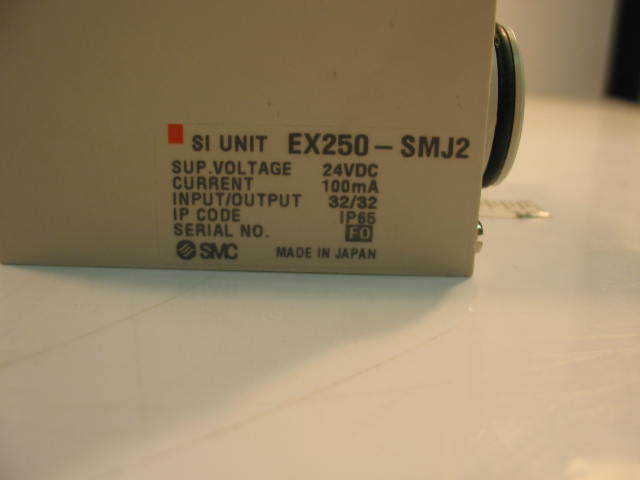 SI UNIT EX250-SMJ2
SUP.VOLTAGE 24VDC
CURRENT 100mA
INPUT/OUTPUT 32/32
IP CODE IP65
SERIAL NO. FO
SMC MADE IN JAPAN